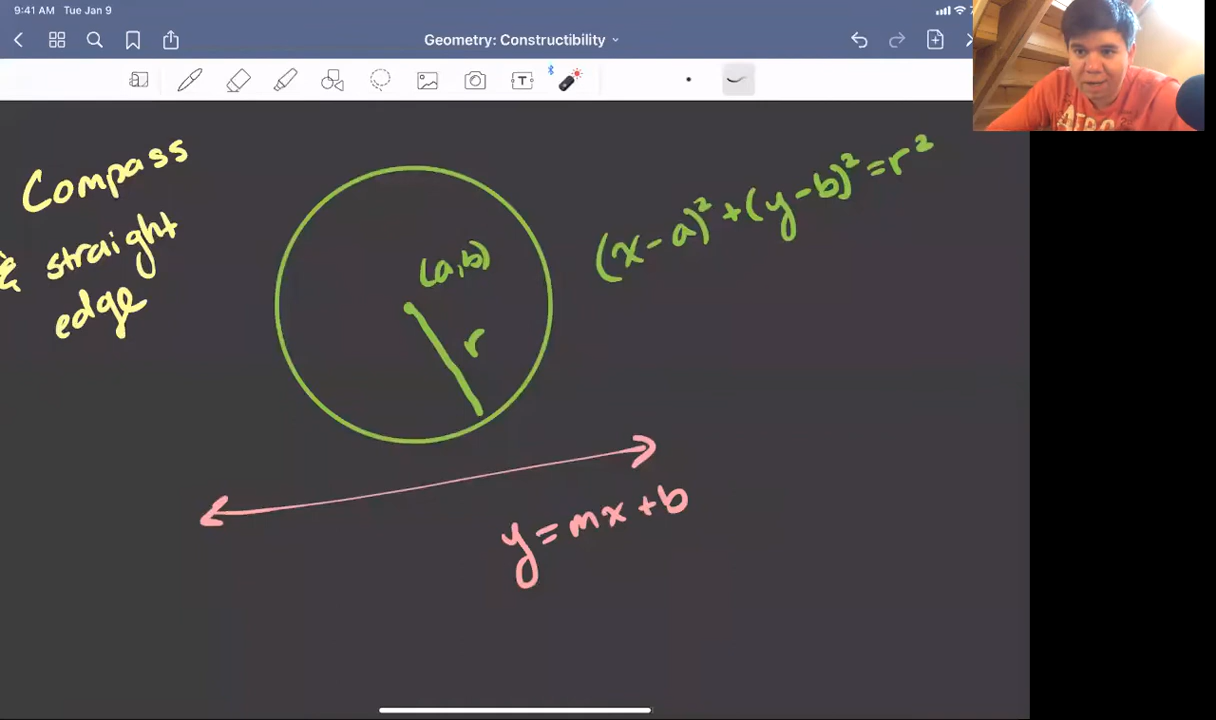 9:41 AM Tue Jan 9
Geometry: Constructibility
T
Compass
& straight
edge
(a,b)
r
(x-a)² + (y-b)² = r²
y = mx + b